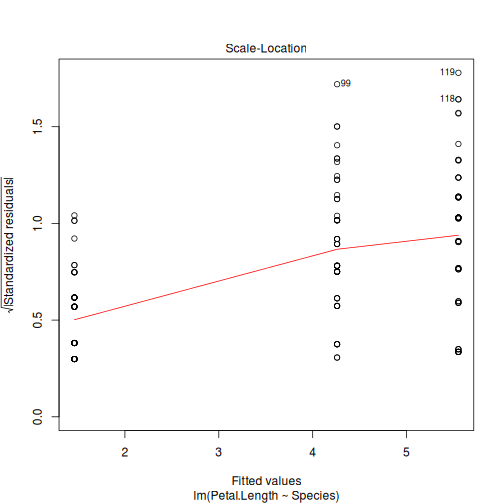 Scale-Location
119
99
118
1.5
1.0
0.5
0.0
√|Standardized residuals|
2 3 4 5
Fitted values
lm(Petal.Length ~ Species)